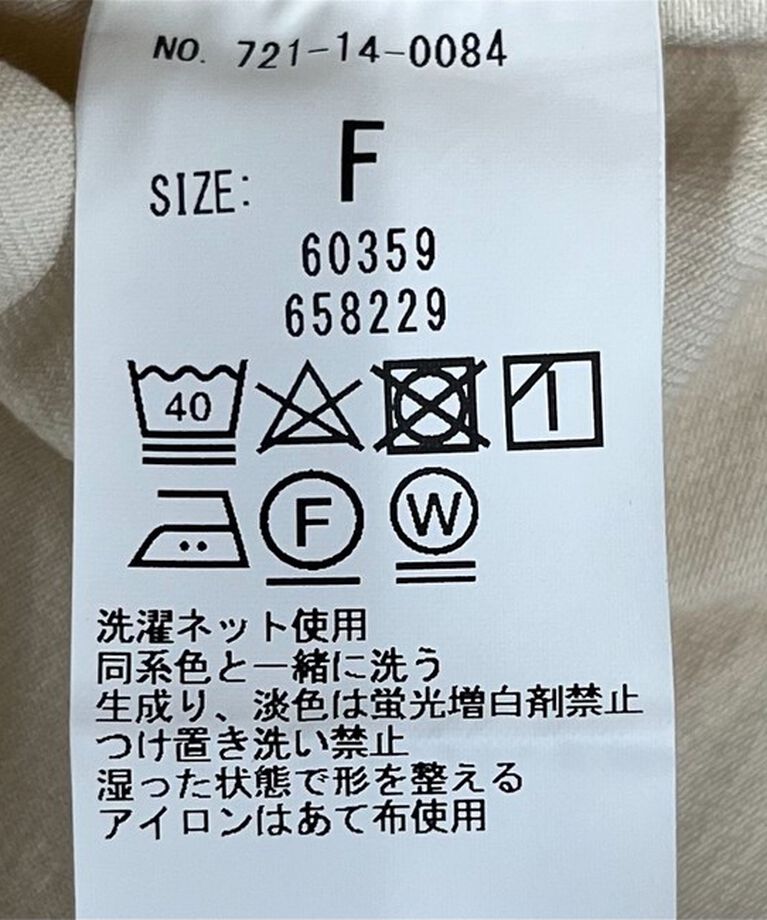 NO. 721-14-0084
SIZE: F
60359
658229
40
F W
洗濯ネット使用
同系色と一緒に洗う
生成り、淡色は蛍光増白剤禁止
つけ置き洗い禁止
湿った状態で形を整える
アイロンはあて布使用